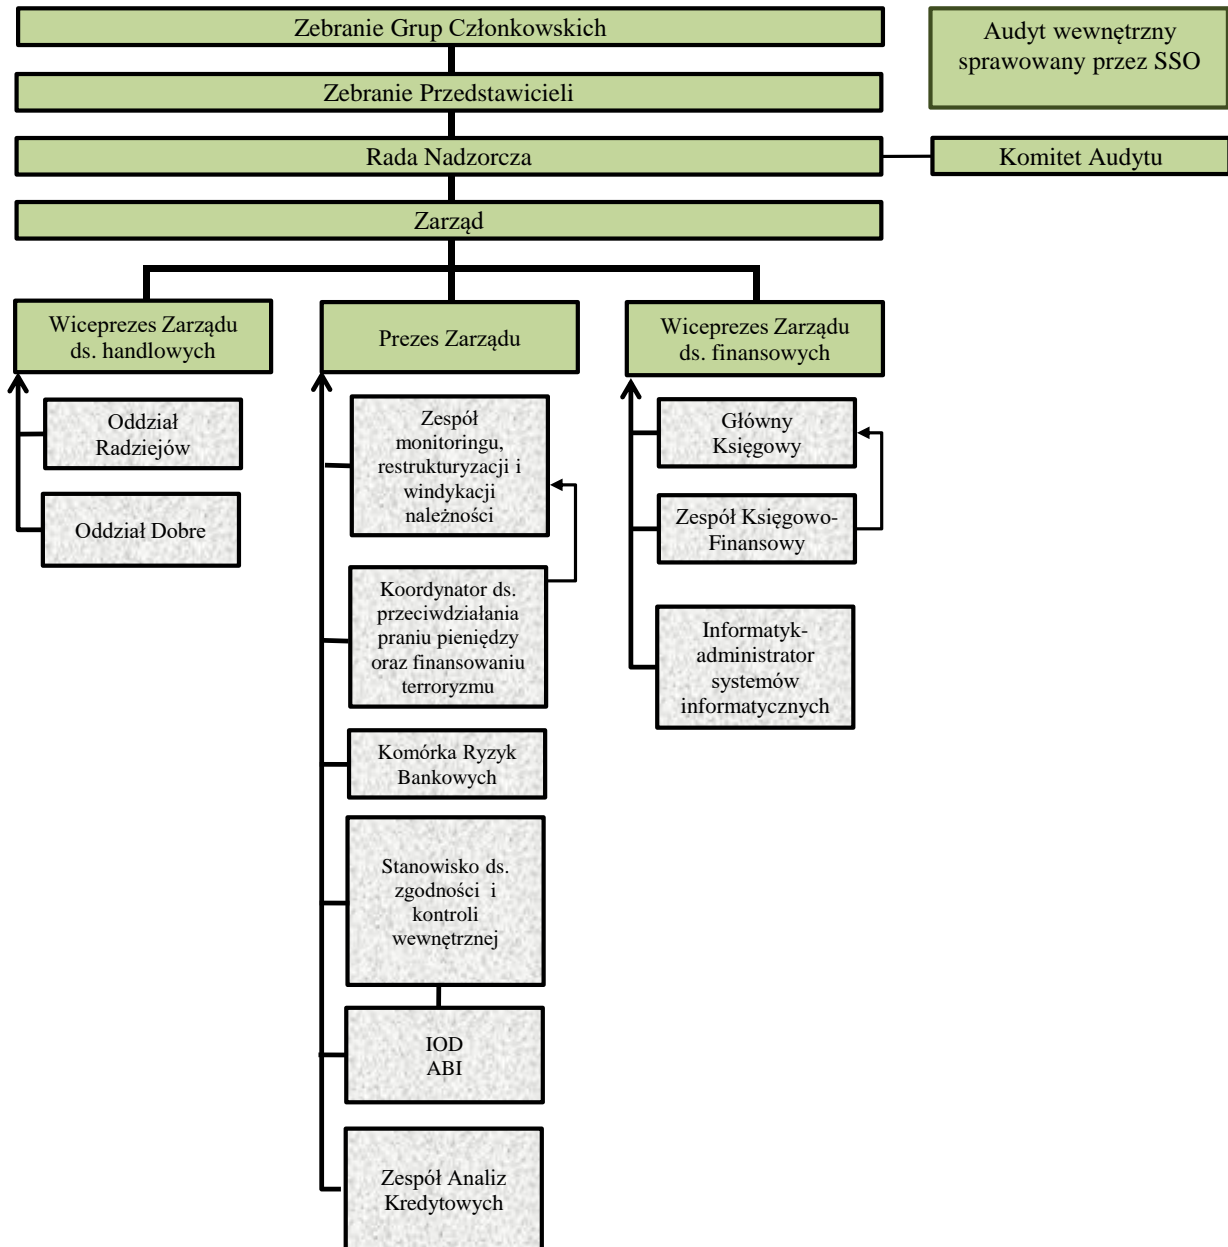 Zebranie Grup Członkowskich
Audyt wewnętrzny
sprawowany przez SSO
Zebranie Przedstawicieli
Rada Nadzorcza
Komitet Audytu
Zarząd
Wiceprezes Zarządu
ds. handlowych
Prezes Zarządu
Wiceprezes Zarządu
ds. finansowych
Oddział
Radziejów
Oddział Dobre
Zespół
monitoringu,
restrukturyzacji i
windykacji
należności
Koordynator ds.
przeciwdziałania
praniu pieniędzy
oraz finansowaniu
terroryzmu
Komórka Ryzyk
Bankowych
Stanowisko ds.
zgodności i
kontroli
wewnętrznej
IOD
ABI
Zespół Analiz
Kredytowych
Główny
Księgowy
Zespół Księgowo-
Finansowy
Informatyk-
administrator
systemów
informatycznych